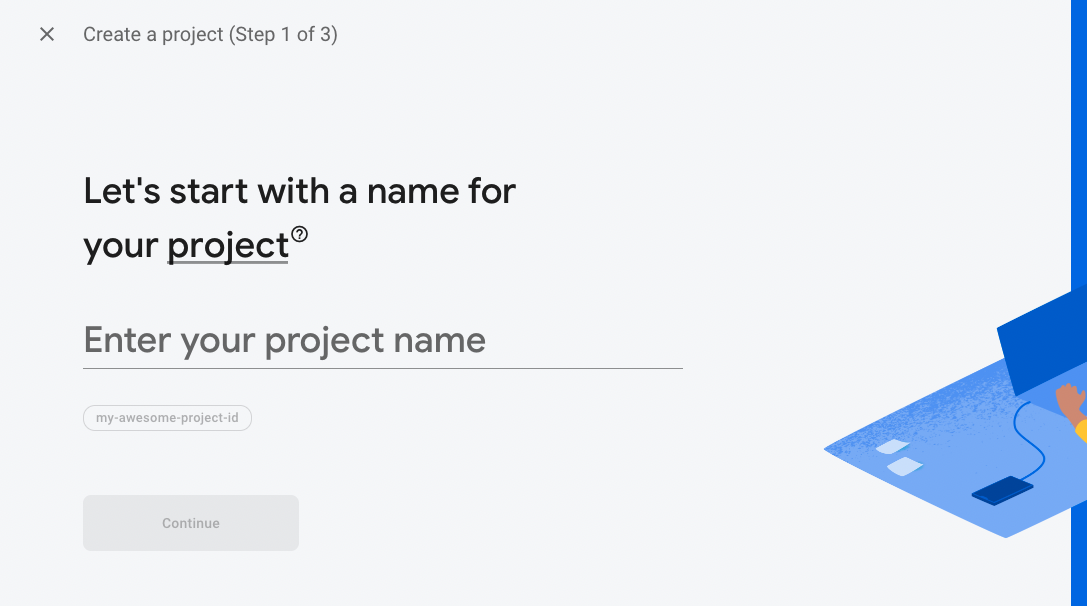 Create a project (Step 1 of 3)
Let's start with a name for
your project
Enter your project name
my-awesome-project-id
Continue